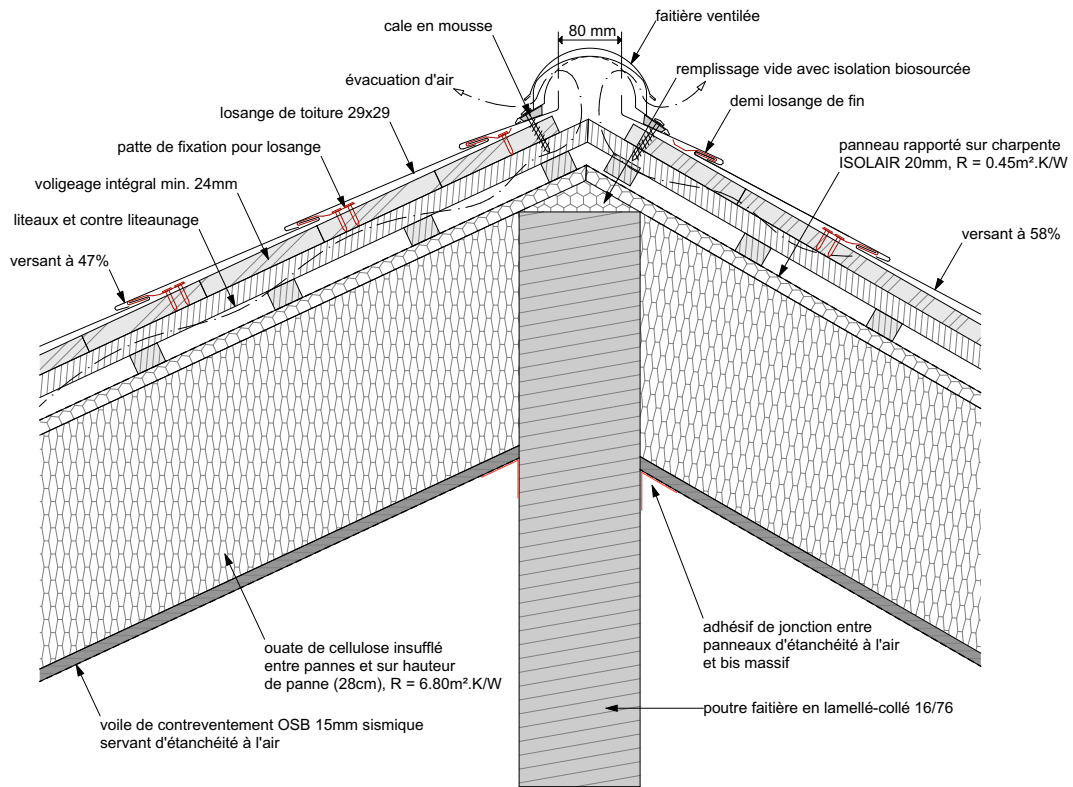 cale en mousse
80 mm
faitière ventilée
évacuation d'air
remplissage vide avec isolation biosourcée
losange de toiture 29x29
demi losange de fin
patte de fixation pour losange
panneau rapporté sur charpente
ISOLAIR 20mm, R = 0.45m².K/W
voligeage intégral min. 24mm
liteaux et contre liteaunage
versant à 47%
versant à 58%
ouate de cellulose insufflé
entre pannes et sur hauteur
de panne (28cm), R = 6.80m².K/W
adhésif de jonction entre
panneaux d'étanchéité à l'air
et bis massif
voile de contreventement OSB 15mm sismique
servant d'étanchéité à l'air
poutre faitière en lamellé-collé 16/76